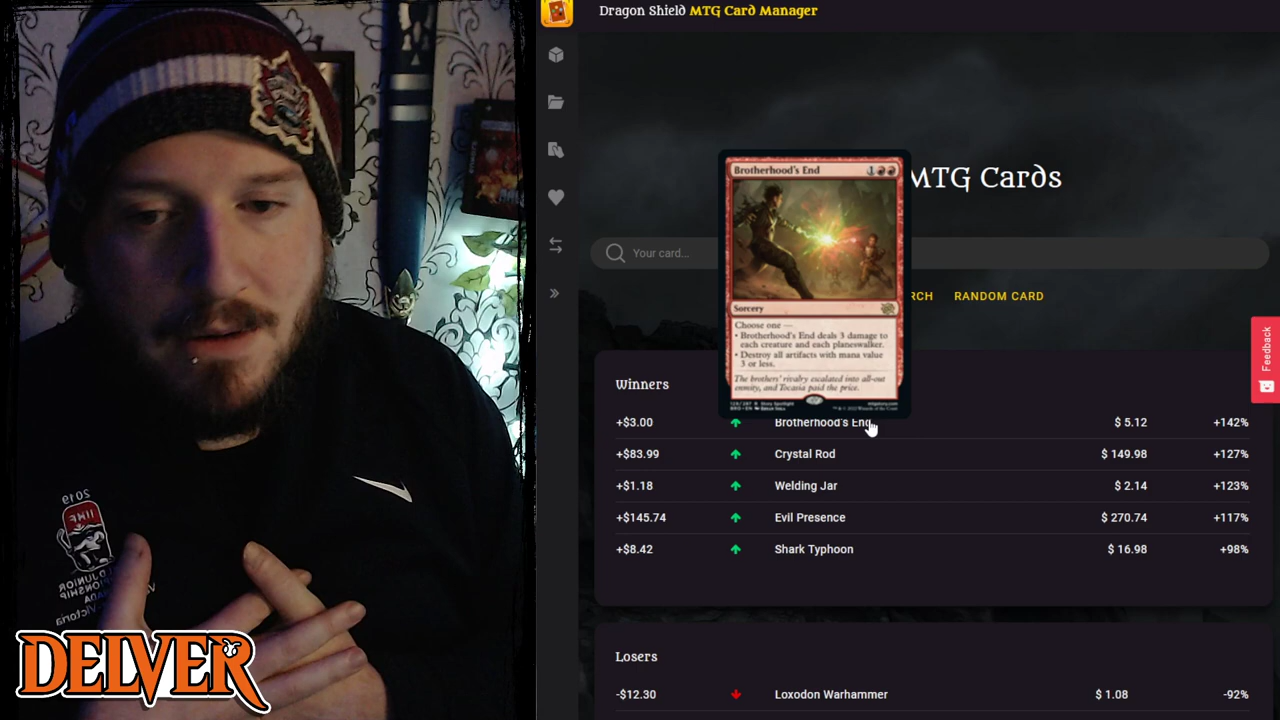 Dragon Shield MTG Card Manager
MTG Cards
Your card...
RCH
RANDOM CARD
Feedback
Brotherhood's End
1
Sorcery
Choose one —
• Brotherhood's End deals 3 damage to
each creature and each planeswalker.
• Destroy all artifacts with mana value
3 or less.
The brothers' rivalry escalated into all-out
enmity, and Tocasia paid the price.
Winners
+$3.00 Brotherhood's End $ 5.12 +142%
+$83.99 Crystal Rod $ 149.98 +127%
+$1.18 Welding Jar $ 2.14 +123%
+$145.74 Evil Presence $ 270.74 +117%
+$8.42 Shark Typhoon $ 16.98 +98%
Losers
-$12.30 Loxodon Warhammer $ 1.08 -92%
2019
DELVER